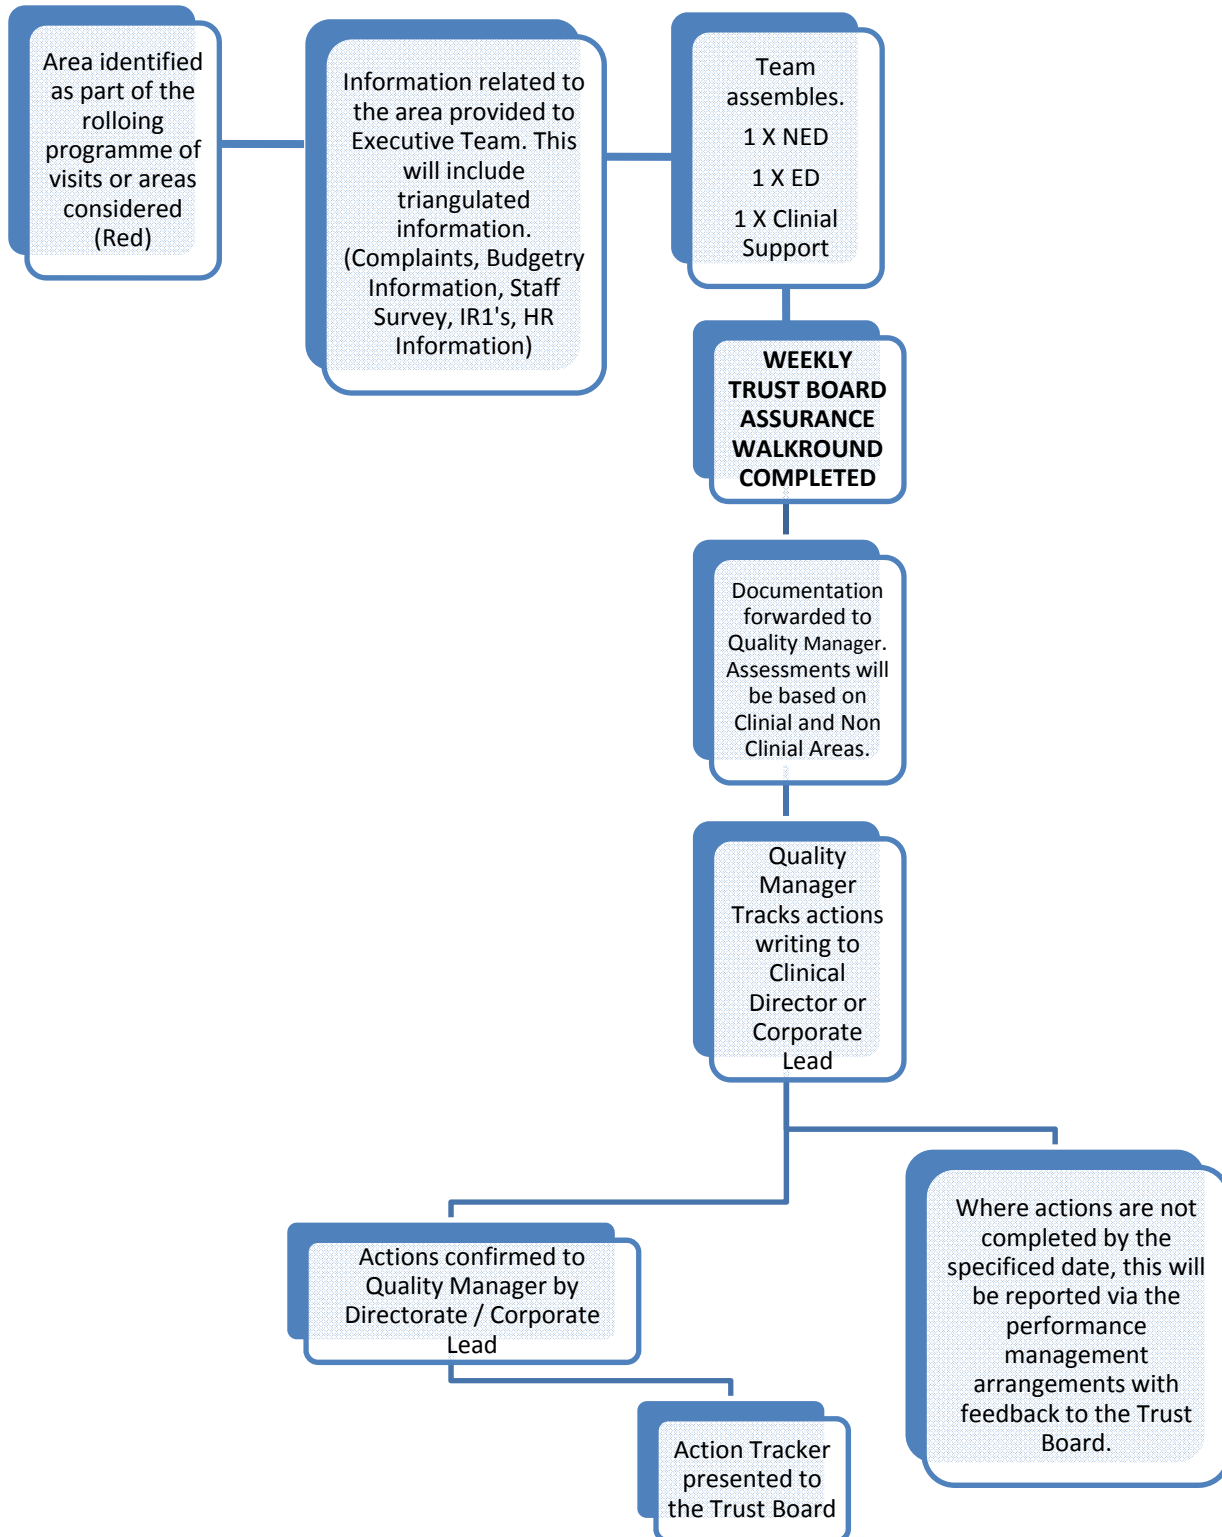 Area identified
as part of the
rolloing
programme of
visits or areas
considered
(Red)
Information related to
the area provided to
Executive Team. This
will include
triangulated
information.
(Complaints, Budgetry
Information, Staff
Survey, IR1's, HR
Information)
Team
assembles.
1 X NED
1 X ED
1 X Clinial
Support
WEEKLY
TRUST BOARD
ASSURANCE
WALKROUND
COMPLETED
Documentation
forwarded to
Quality Manager.
Assessments will
be based on
Clinial and Non
Clinial Areas.
Quality
Manager
Tracks actions
writing to
Clinical
Director or
Corporate
Lead
Actions confirmed to
Quality Manager by
Directorate / Corporate
Lead
Where actions are not
completed by the
specificed date, this will
be reported via the
performance
management
arrangements with
feedback to the Trust
Board.
Action Tracker
presented to
the Trust Board